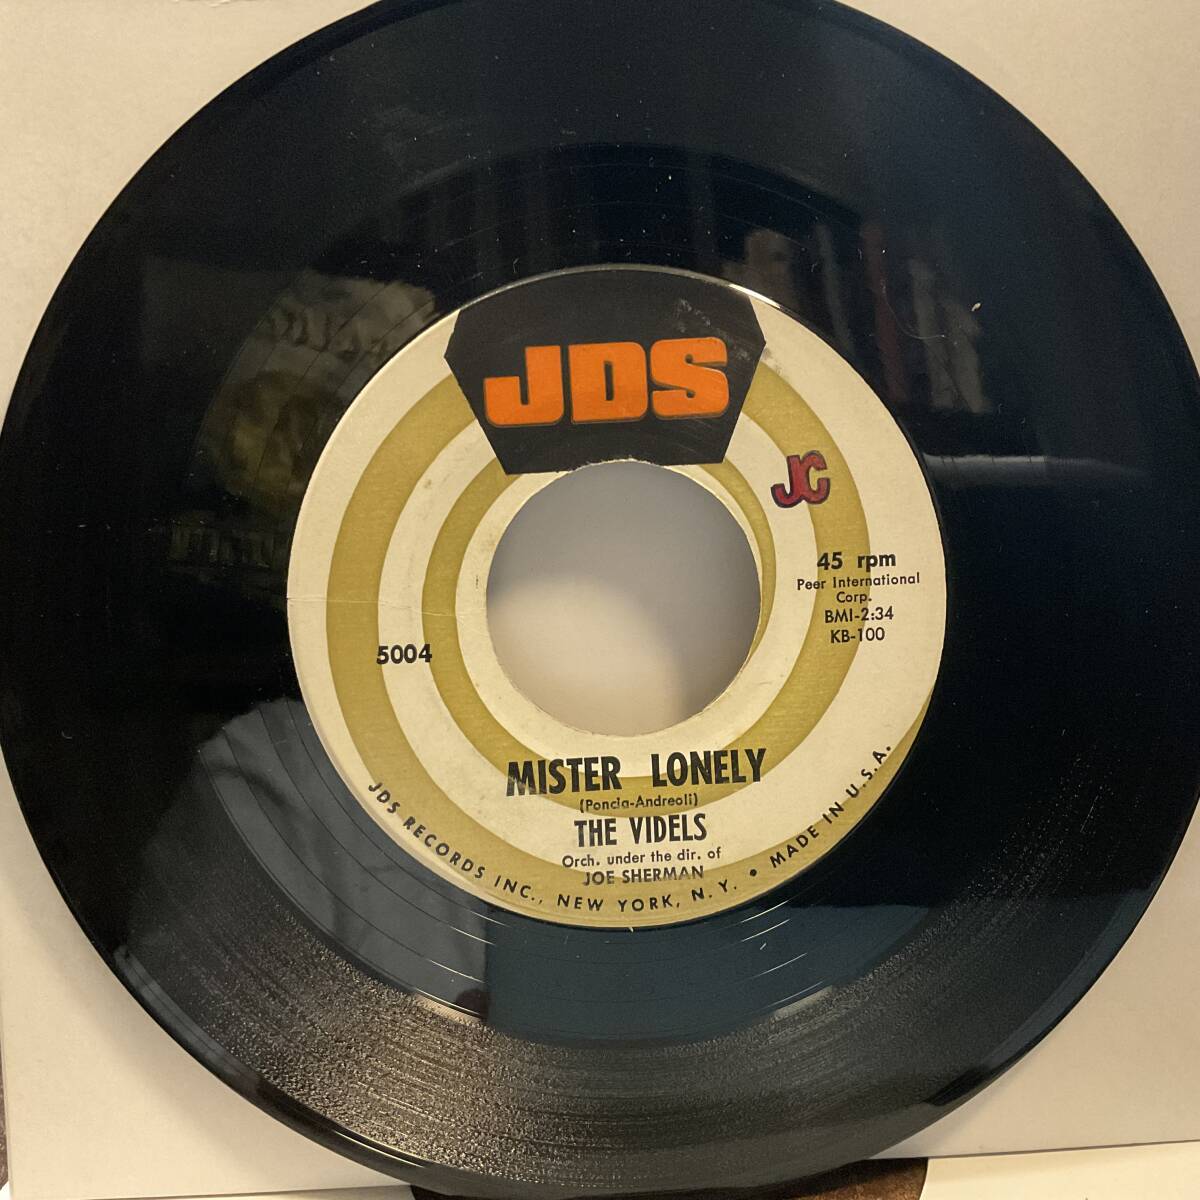 JDS
JC
45 rpm
Peer International
Corp.
BMI-2:34
KB-100
5004
MISTER LONELY
(Poncia-Andreoli)
THE VIDELS
Orch. under the dir. of
JOE SHERMAN
JDS RECORDS INC., NEW YORK, N.Y. • MADE IN U.S.A.